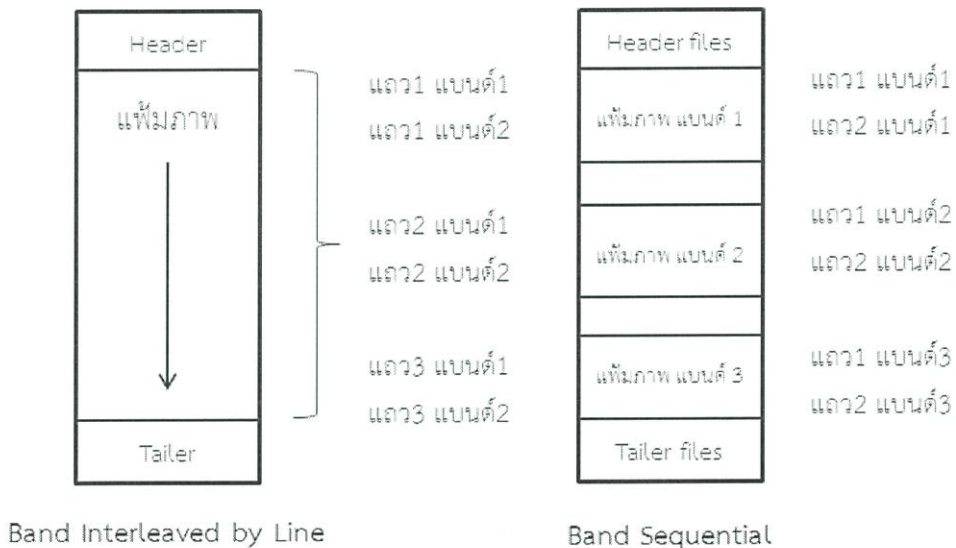 Header
แฟ้มภาพ
Tailer
แถว1 แบนด์1
แถว1 แบนด์2
แถว2 แบนด์1
แถว2 แบนด์2
แถว3 แบนด์1
แถว3 แบนด์2
Band Interleaved by Line
Header files
แฟ้มภาพ แบนด์ 1
แฟ้มภาพ แบนด์ 2
แฟ้มภาพ แบนด์ 3
Tailer files
แถว1 แบนด์1
แถว2 แบนด์1
แถว1 แบนด์2
แถว2 แบนด์2
แถว1 แบนด์3
แถว2 แบนด์3
Band Sequential